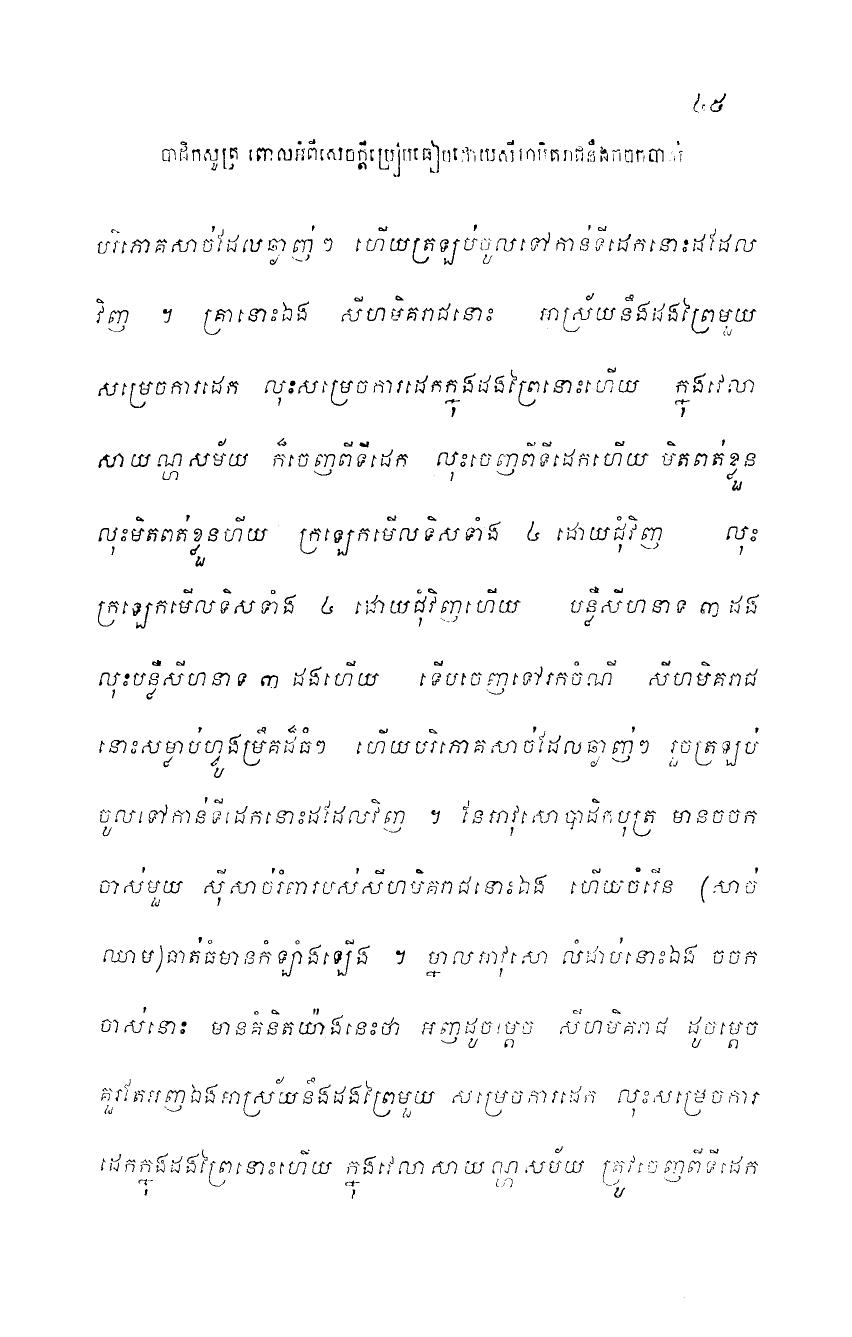 ៤៥
បាដិកសូត្រ ពោលអំពីសេចក្តីប្រៀបធៀបដោយសីហមិគរាជនឹងចចកចាស់
បរិភោគសាច់ដែលឆ្ងាញ់ៗ ហើយត្រឡប់ចូលទៅកាន់ទីដេកនោះដដែល
វិញ ។ គ្រានោះឯង សីហមិគរាជនោះ អាស្រ័យនឹងដងព្រៃមួយ
សម្រេចការដេក លុះសម្រេចការដេកក្នុងដងព្រៃនោះហើយ ក្នុងវេលា
សាយណ្ហសម័យ ក៏ចេញពីទីដេក លុះចេញពីទីដេកហើយ មិតពត់ខ្លួន
លុះមិតពត់ខ្លួនហើយ ក្រឡេកមើលទិសទាំង ៤ ដោយជុំវិញ លុះ
ក្រឡេកមើលទិសទាំង ៤ ដោយជុំវិញហើយ បន្លឺសីហនាទ ៣ ដង
លុះបន្លឺសីហនាទ ៣ ដងហើយ ទើបចេញទៅរកចំណី សីហមិគរាជ
នោះសម្លាប់ហ្វូងម្រឹគដ៏ធំៗ ហើយបរិភោគសាច់ដែលឆ្ងាញ់ៗ រួចត្រឡប់
ចូលទៅកាន់ទីដេកនោះដដែលវិញ ។ នែអាវុសោបាដិកបុត្រ មានចចក
ចាស់មួយ ស៊ីសាច់រំពារបស់សីហមិគរាជនោះឯង ហើយចំរើន (សាច់
ឈាម)ធាត់ធំមានកំឡាំងឡើង ។ ម្នាលអាវុសោ លំដាប់នោះឯង ចចក
ចាស់នោះ មានគំនិតយ៉ាងនេះថា អញដូចម្តេច សីហមិគរាជ ដូចម្តេច
គួរតែអញឯងអាស្រ័យនឹងដងព្រៃមួយ សម្រេចការដេក លុះសម្រេចការ
ដេកក្នុងដងព្រៃនោះហើយ ក្នុងវេលាសាយណ្ហសម័យ ត្រូវចេញពីទីដេក